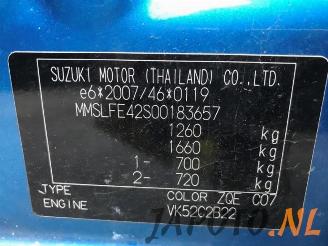 SUZUKI MOTOR (THAILAND) CO.,LTD.
e6*2007/46*0119
MMSLFE42S00183657
1260 kg
1660 kg
1- 700 kg
2- 720 kg
TYPE COLOR ZQE C07
ENGINE VK52C2B22
JAPOTO.NL